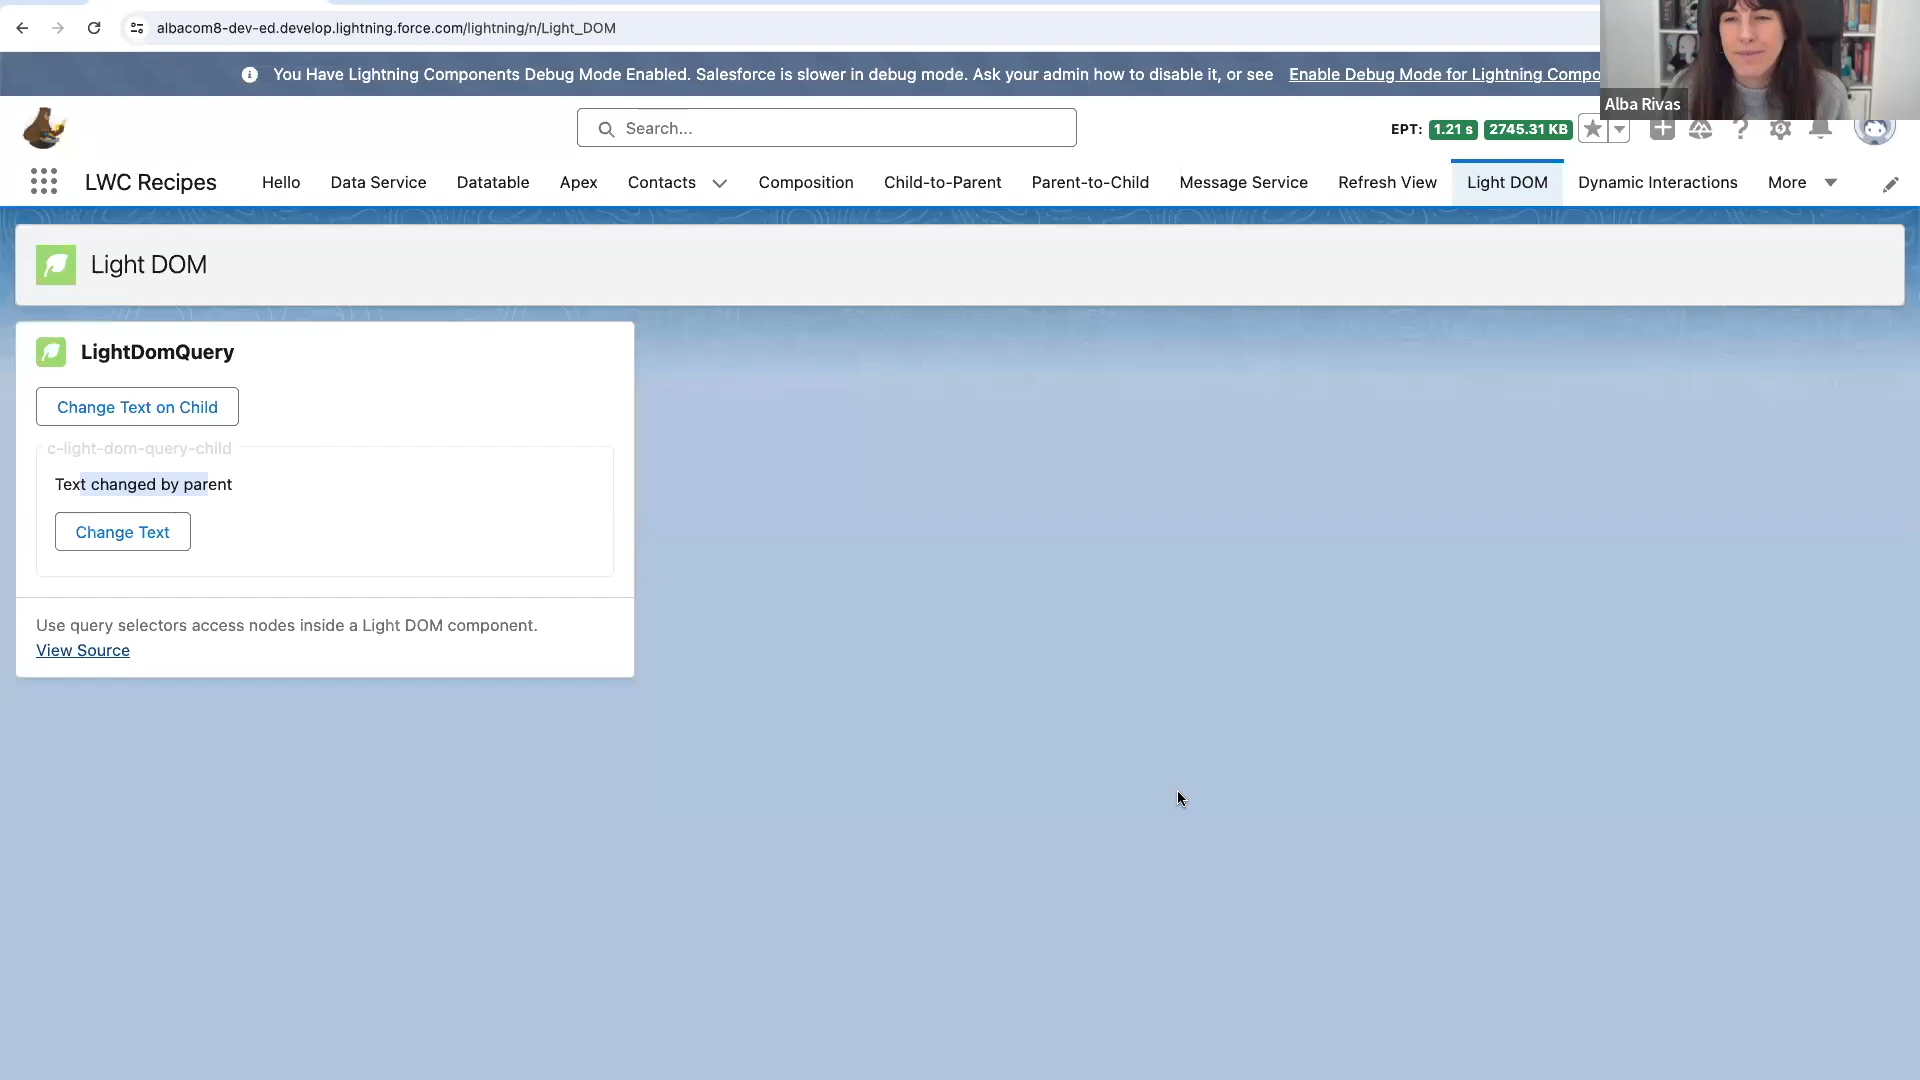 albacom8-dev-ed.develop.lightning.force.com/lightning/n/Light_DOM
You Have Lightning Components Debug Mode Enabled. Salesforce is slower in debug mode. Ask your admin how to disable it, or see Enable Debug Mode for Lightning Compo
Alba Rivas
Search...
EPT: 1.21 s 2745.31 KB
LWC Recipes Hello Data Service Datatable Apex Contacts Composition Child-to-Parent Parent-to-Child Message Service Refresh View Light DOM Dynamic Interactions More
Light DOM
LightDomQuery
Change Text on Child
c-light-dom-query-child
Text changed by parent
Change Text
Use query selectors access nodes inside a Light DOM component.
View Source